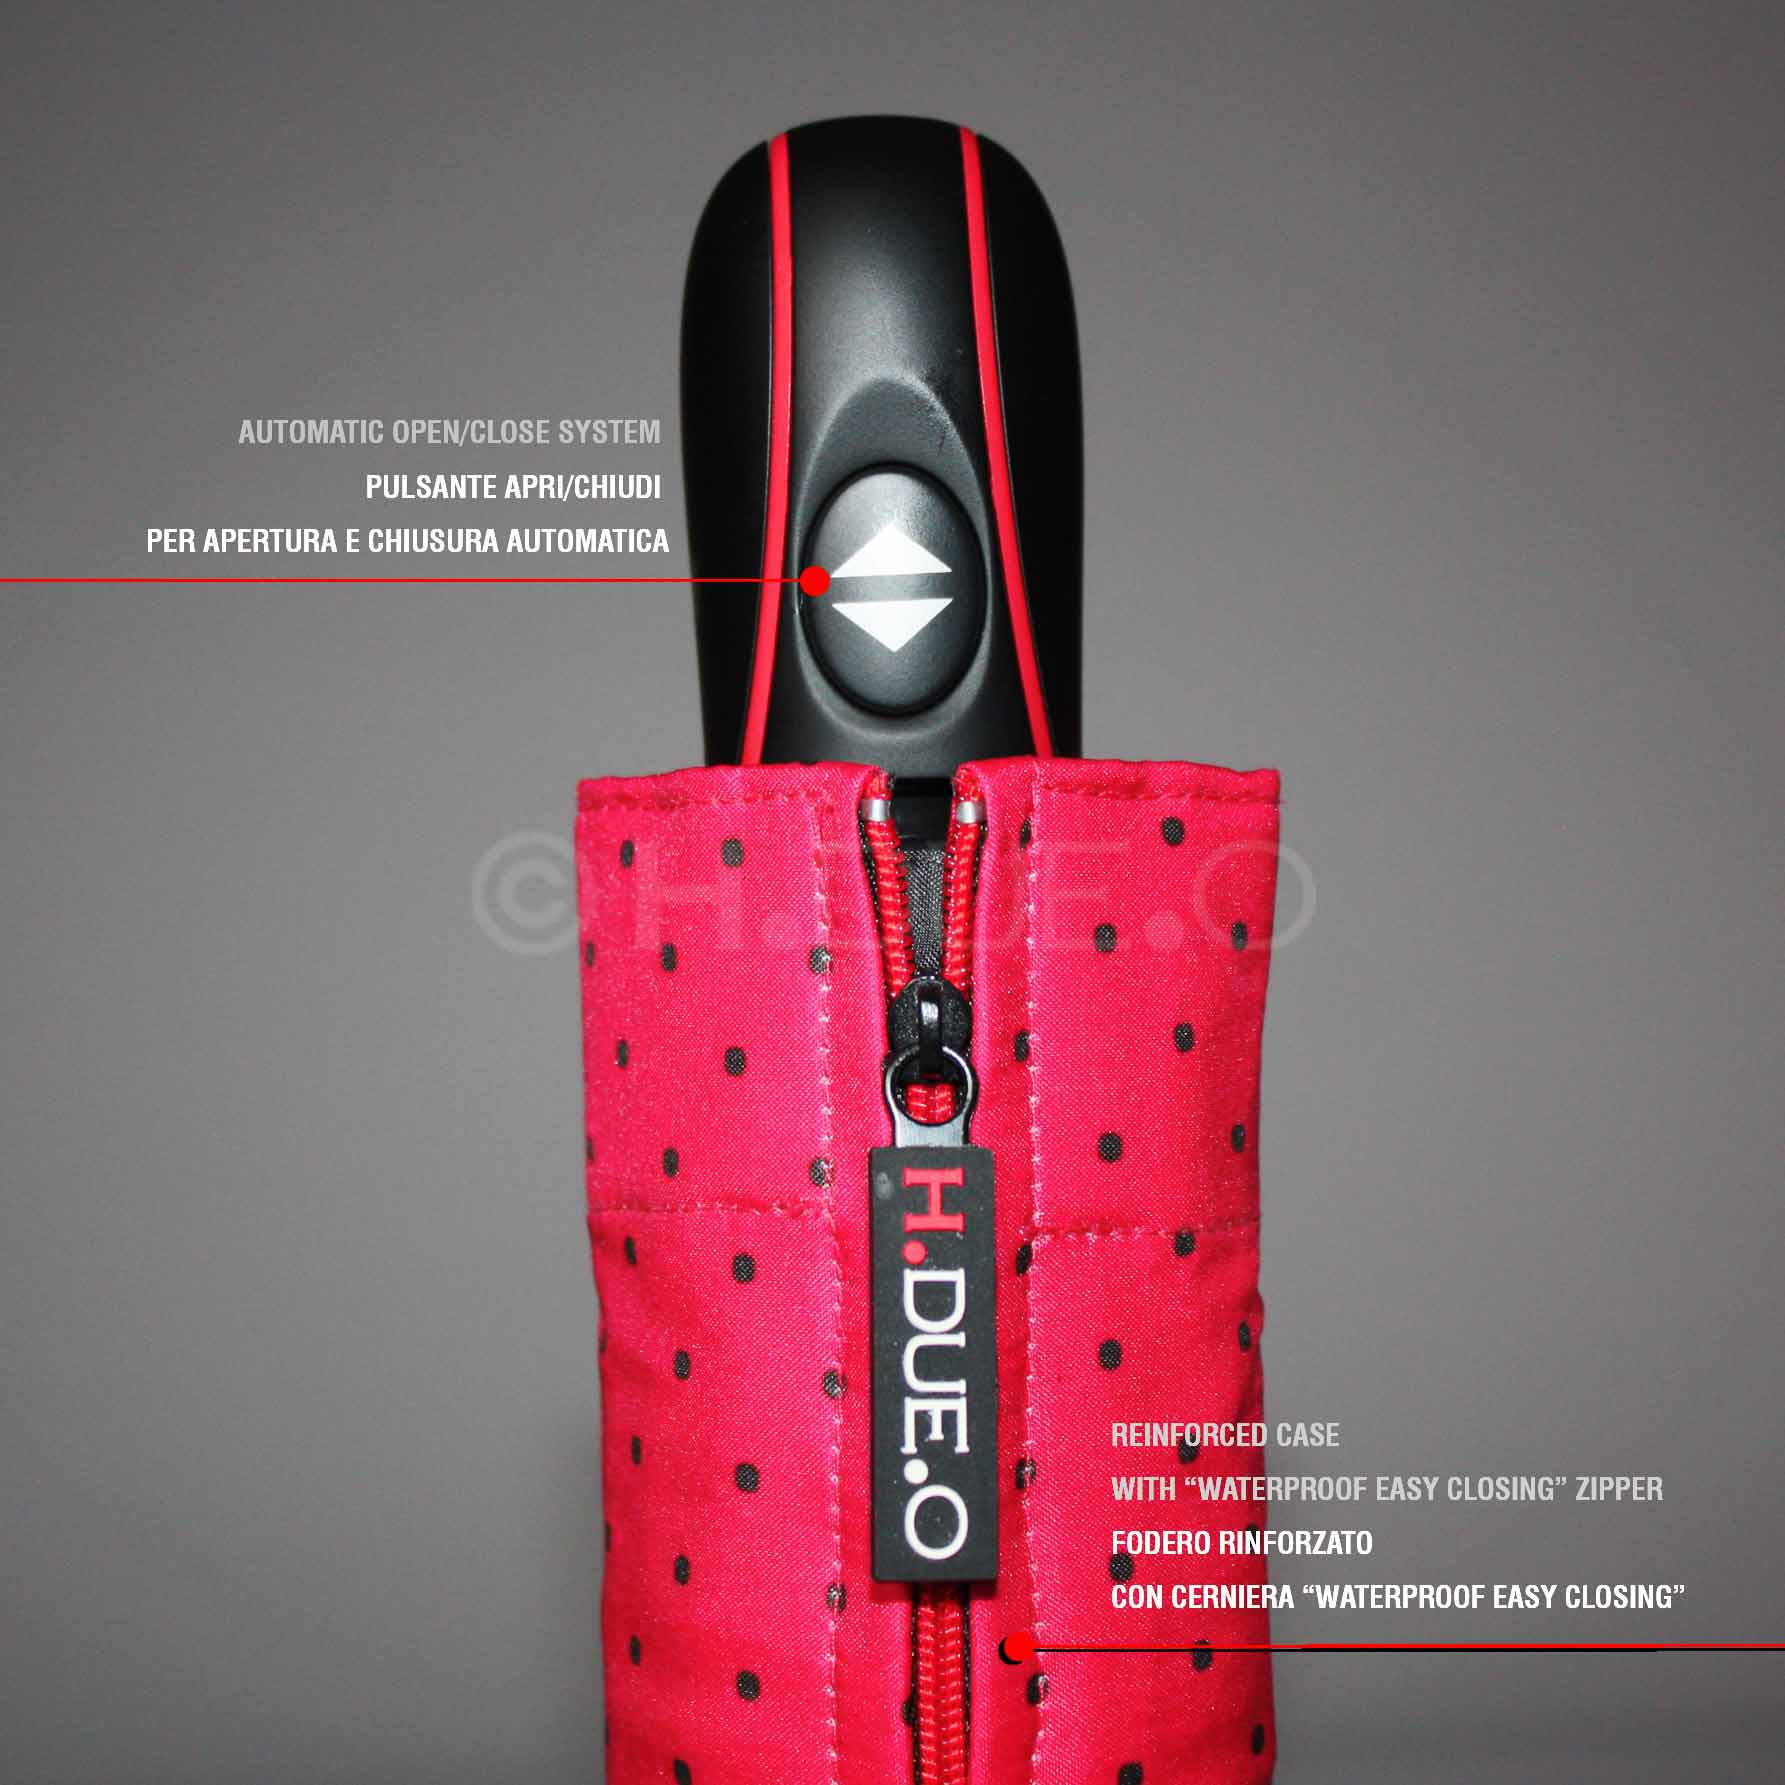 AUTOMATIC OPEN/CLOSE SYSTEM
PULSANTE APRI/CHIUDI
PER APERTURA E CHIUSURA AUTOMATICA
© H.DUE.O
H.DUE.O
REINFORCED CASE
WITH “WATERPROOF EASY CLOSING” ZIPPER
FODERO RINFORZATO
CON CERNIERA “WATERPROOF EASY CLOSING”